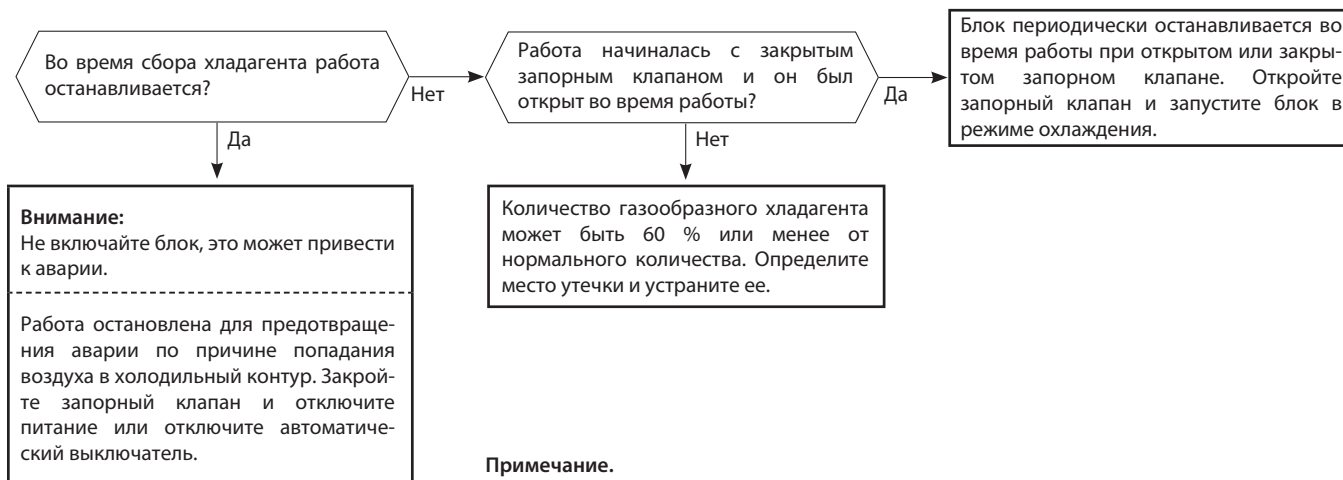 Во время сбора хладагента работа
останавливается?
Нет
Да
Работа начиналась с закрытым
запорным клапаном и он был
открыт во время работы?
Да
Нет
Блок периодически останавливается во
время работы при открытом или закры-
том запорном клапане. Откройте
запорный клапан и запустите блок в
режиме охлаждения.
Внимание:
Не включайте блок, это может привести
к аварии.
Работа остановлена для предотвраще-
ния аварии по причине попадания
воздуха в холодильный контур. Закрой-
те запорный клапан и отключите
питание или отключите автоматиче-
ский выключатель.
Количество газообразного хладагента
может быть 60 % или менее от
нормального количества. Определите
место утечки и устраните ее.
Примечание.